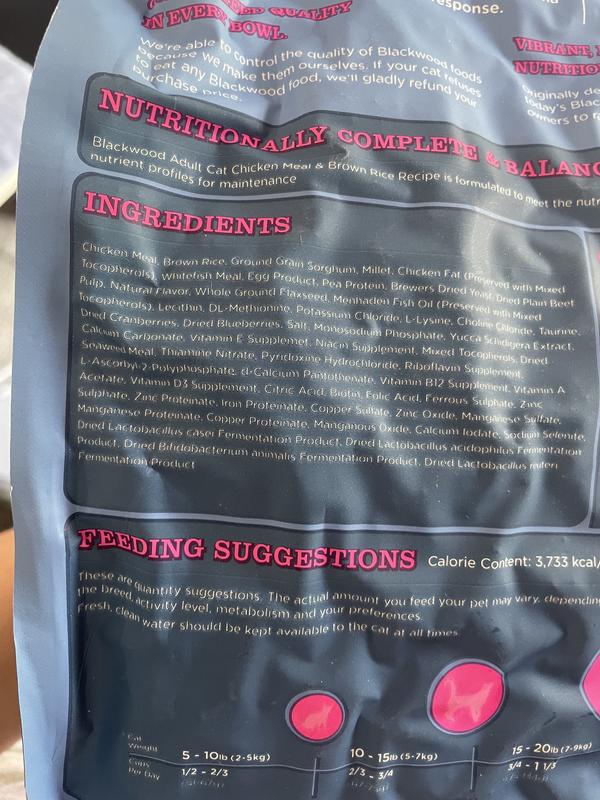 QUALITY
IN EVERY BOWL.
We're able to control the quality of Blackwood foods
because we make them ourselves. If your cat refuses
to eat any Blackwood food, we'll gladly refund your
purchase price.
esponse.
VIBRANT,
NUTRITIO
originally de
today's Blac
owners to f
NUTRITIONALLY COMPLETE & BALANC
Blackwood Adult Cat Chicken Meal & Brown Rice Recipe is formulated to meet the nutr
nutrient profiles for maintenance
INGREDIENTS
Chicken Meal, Brown Rice, Ground Grain Sorghum, Millet, Chicken Fat (Preserved with Mixed
Tocopherols), Whitefish Meal, Egg Product, Pea Protein, Brewers Dried Yeast, Dried Plain Beet
Pulp, Natural Flavor, Whole Ground Flaxseed, Menhaden Fish Oil (Preserved with Mixed
Tocopherols), Lecithin, DL-Methionine, Potassium Chloride, L-Lysine, Choline Chloride, Taurine,
Dried Cranberries, Dried Blueberries, Salt, Monosodium Phosphate, Yucca Schidigera Extract,
Calcium Carbonate, Vitamin E Supplemet, Niacin Supplement, Mixed Tocopherols, Dried
Seaweed Meal, Thiamine Nitrate, Pyridoxine Hydrochloride, Riboflavin Supplement,
L-Ascorbyl-2-Polyphosphate, d-Calcium Pantothenate, Vitamin B12 Supplement, Vitamin A
Acetate, Vitamin D3 Supplement, Citric Acid, Biotin, Folic Acid, Ferrous Sulphate, Zinc
Sulphate, Zinc Proteinate, Iron Proteinate, Copper Sulfate, Zinc Oxide, Manganese Sulfate,
Manganese Proteinate, Copper Proteinate, Manganous Oxide, Calcium Iodate, Sodium Selenite,
Dried Lactobacillus casei Fermentation Product, Dried Lactobacillus acidophilus Fermentation
Product, Dried Bifidobacterium animalis Fermentation Product, Dried Lactobacillus reuteri
Fermentation Product
FEEDING SUGGESTIONS Calorie Content: 3,733 kcal/
These are quantity suggestions. The actual amount you feed your pet may vary, depending
the breed, activity level, metabolism and your preferences.
Fresh, clean water should be kept available to the cat at all times.
Cat Weight 5 - 10lb (2-5kg) 10 - 15lb (5-7kg) 15 - 20lb (7-9kg)
Cups Per Day 1/2 - 2/3 2/3 - 3/4 3/4 - 1 1/3